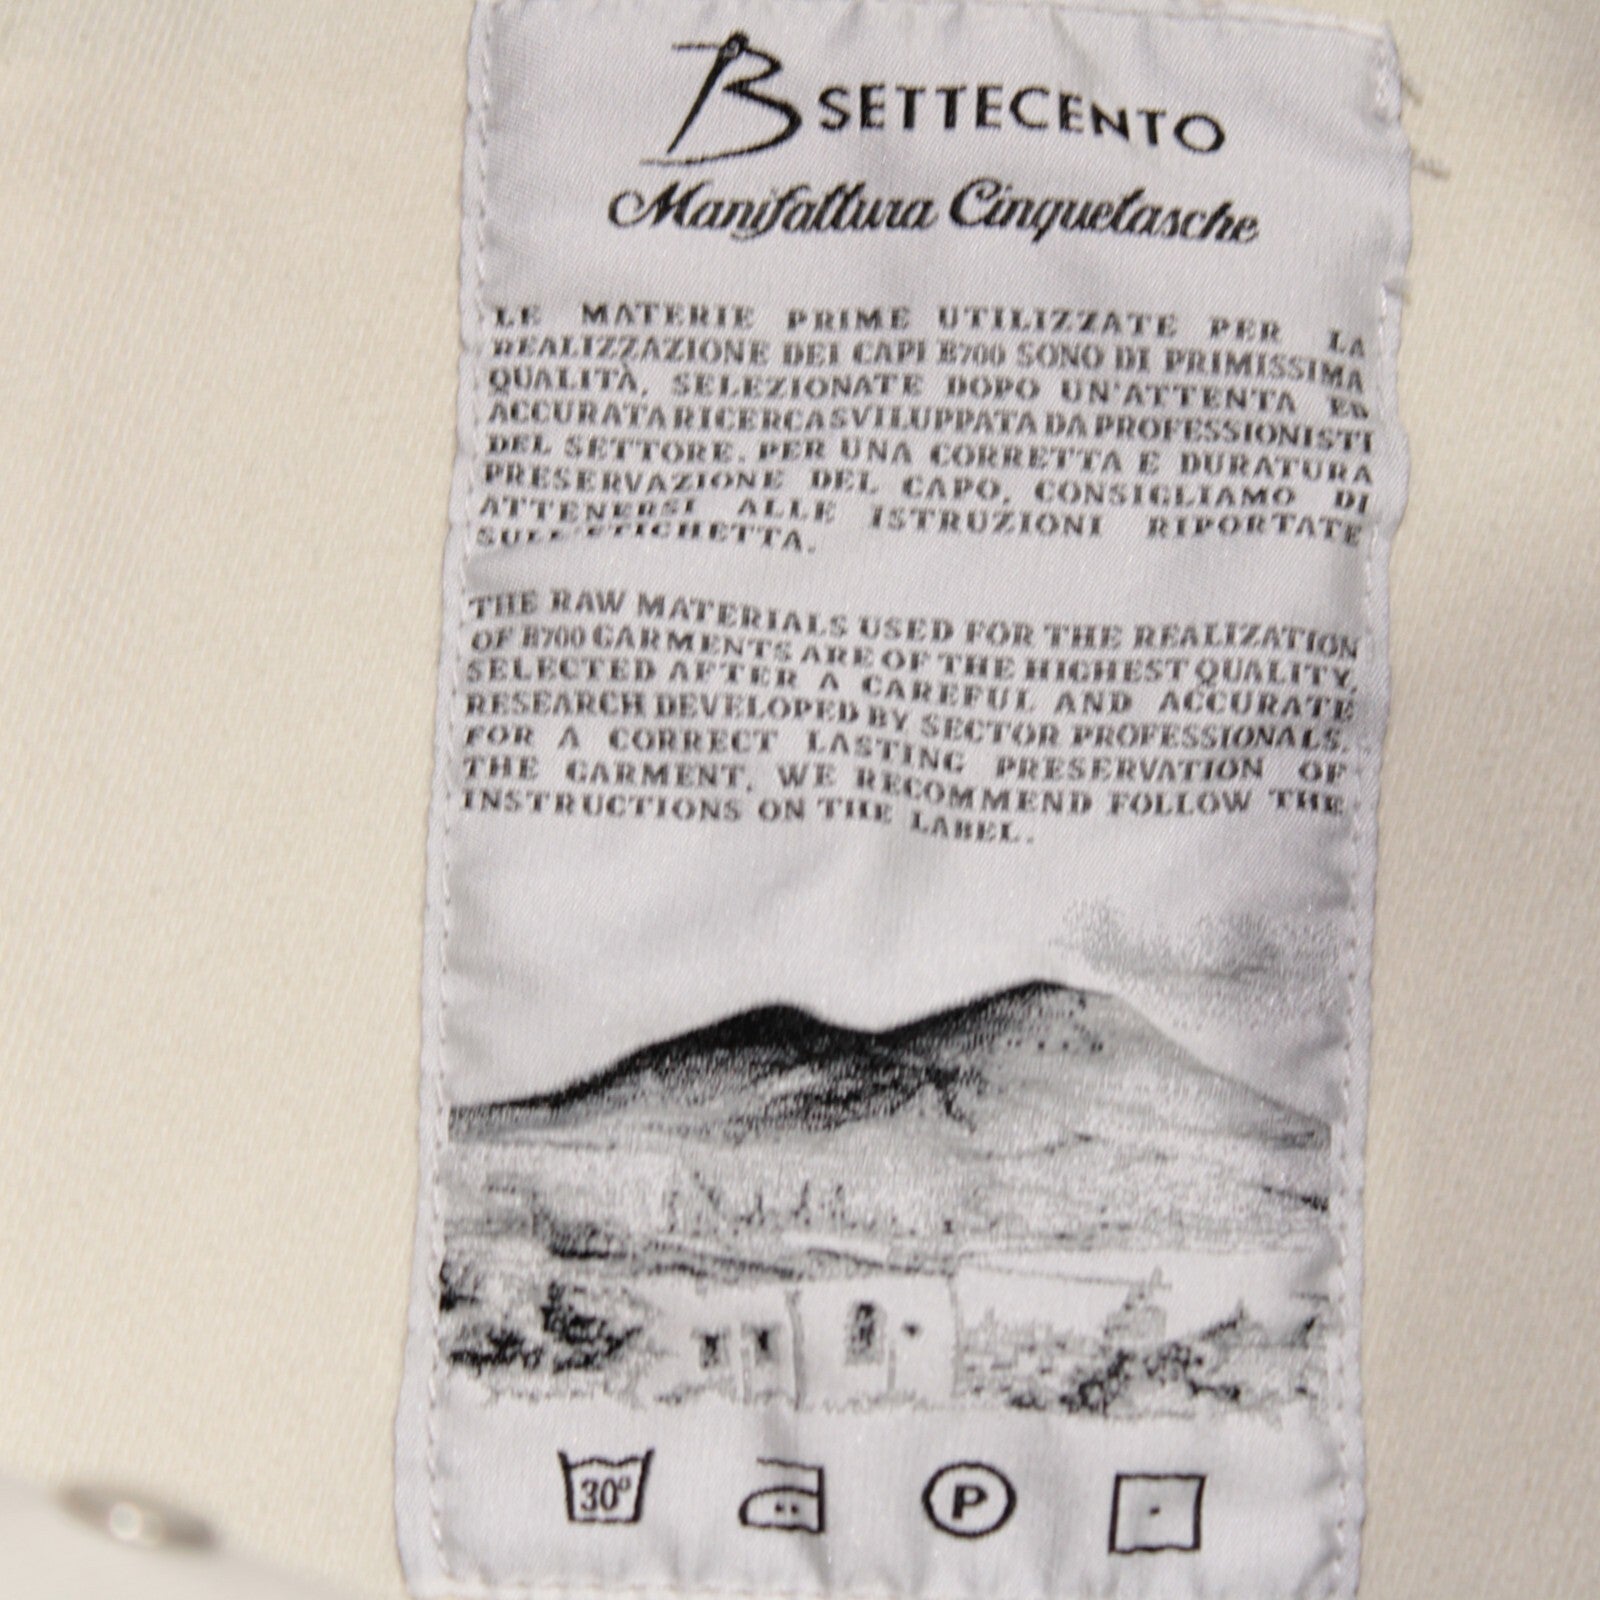 B SETTECENTO
Manifattura Cinquetasche
LE MATERIE PRIME UTILIZZATE PER LA
REALIZZAZIONE DEI CAPI B700 SONO DI PRIMISSIMA
QUALITÀ, SELEZIONATE DOPO UN'ATTENTA ED
ACCURATA RICERCA SVILUPPATA DA PROFESSIONISTI
DEL SETTORE. PER UNA CORRETTA E DURATURA
PRESERVAZIONE DEL CAPO, CONSIGLIAMO DI
ATTENERSI ALLE ISTRUZIONI RIPORTATE
SULL'ETICHETTA.
THE RAW MATERIALS USED FOR THE REALIZATION
OF B700 GARMENTS ARE OF THE HIGHEST QUALITY,
SELECTED AFTER A CAREFUL AND ACCURATE
RESEARCH DEVELOPED BY SECTOR PROFESSIONALS.
FOR A CORRECT LASTING PRESERVATION OF
THE GARMENT, WE RECOMMEND FOLLOW THE
INSTRUCTIONS ON THE LABEL.
30° P